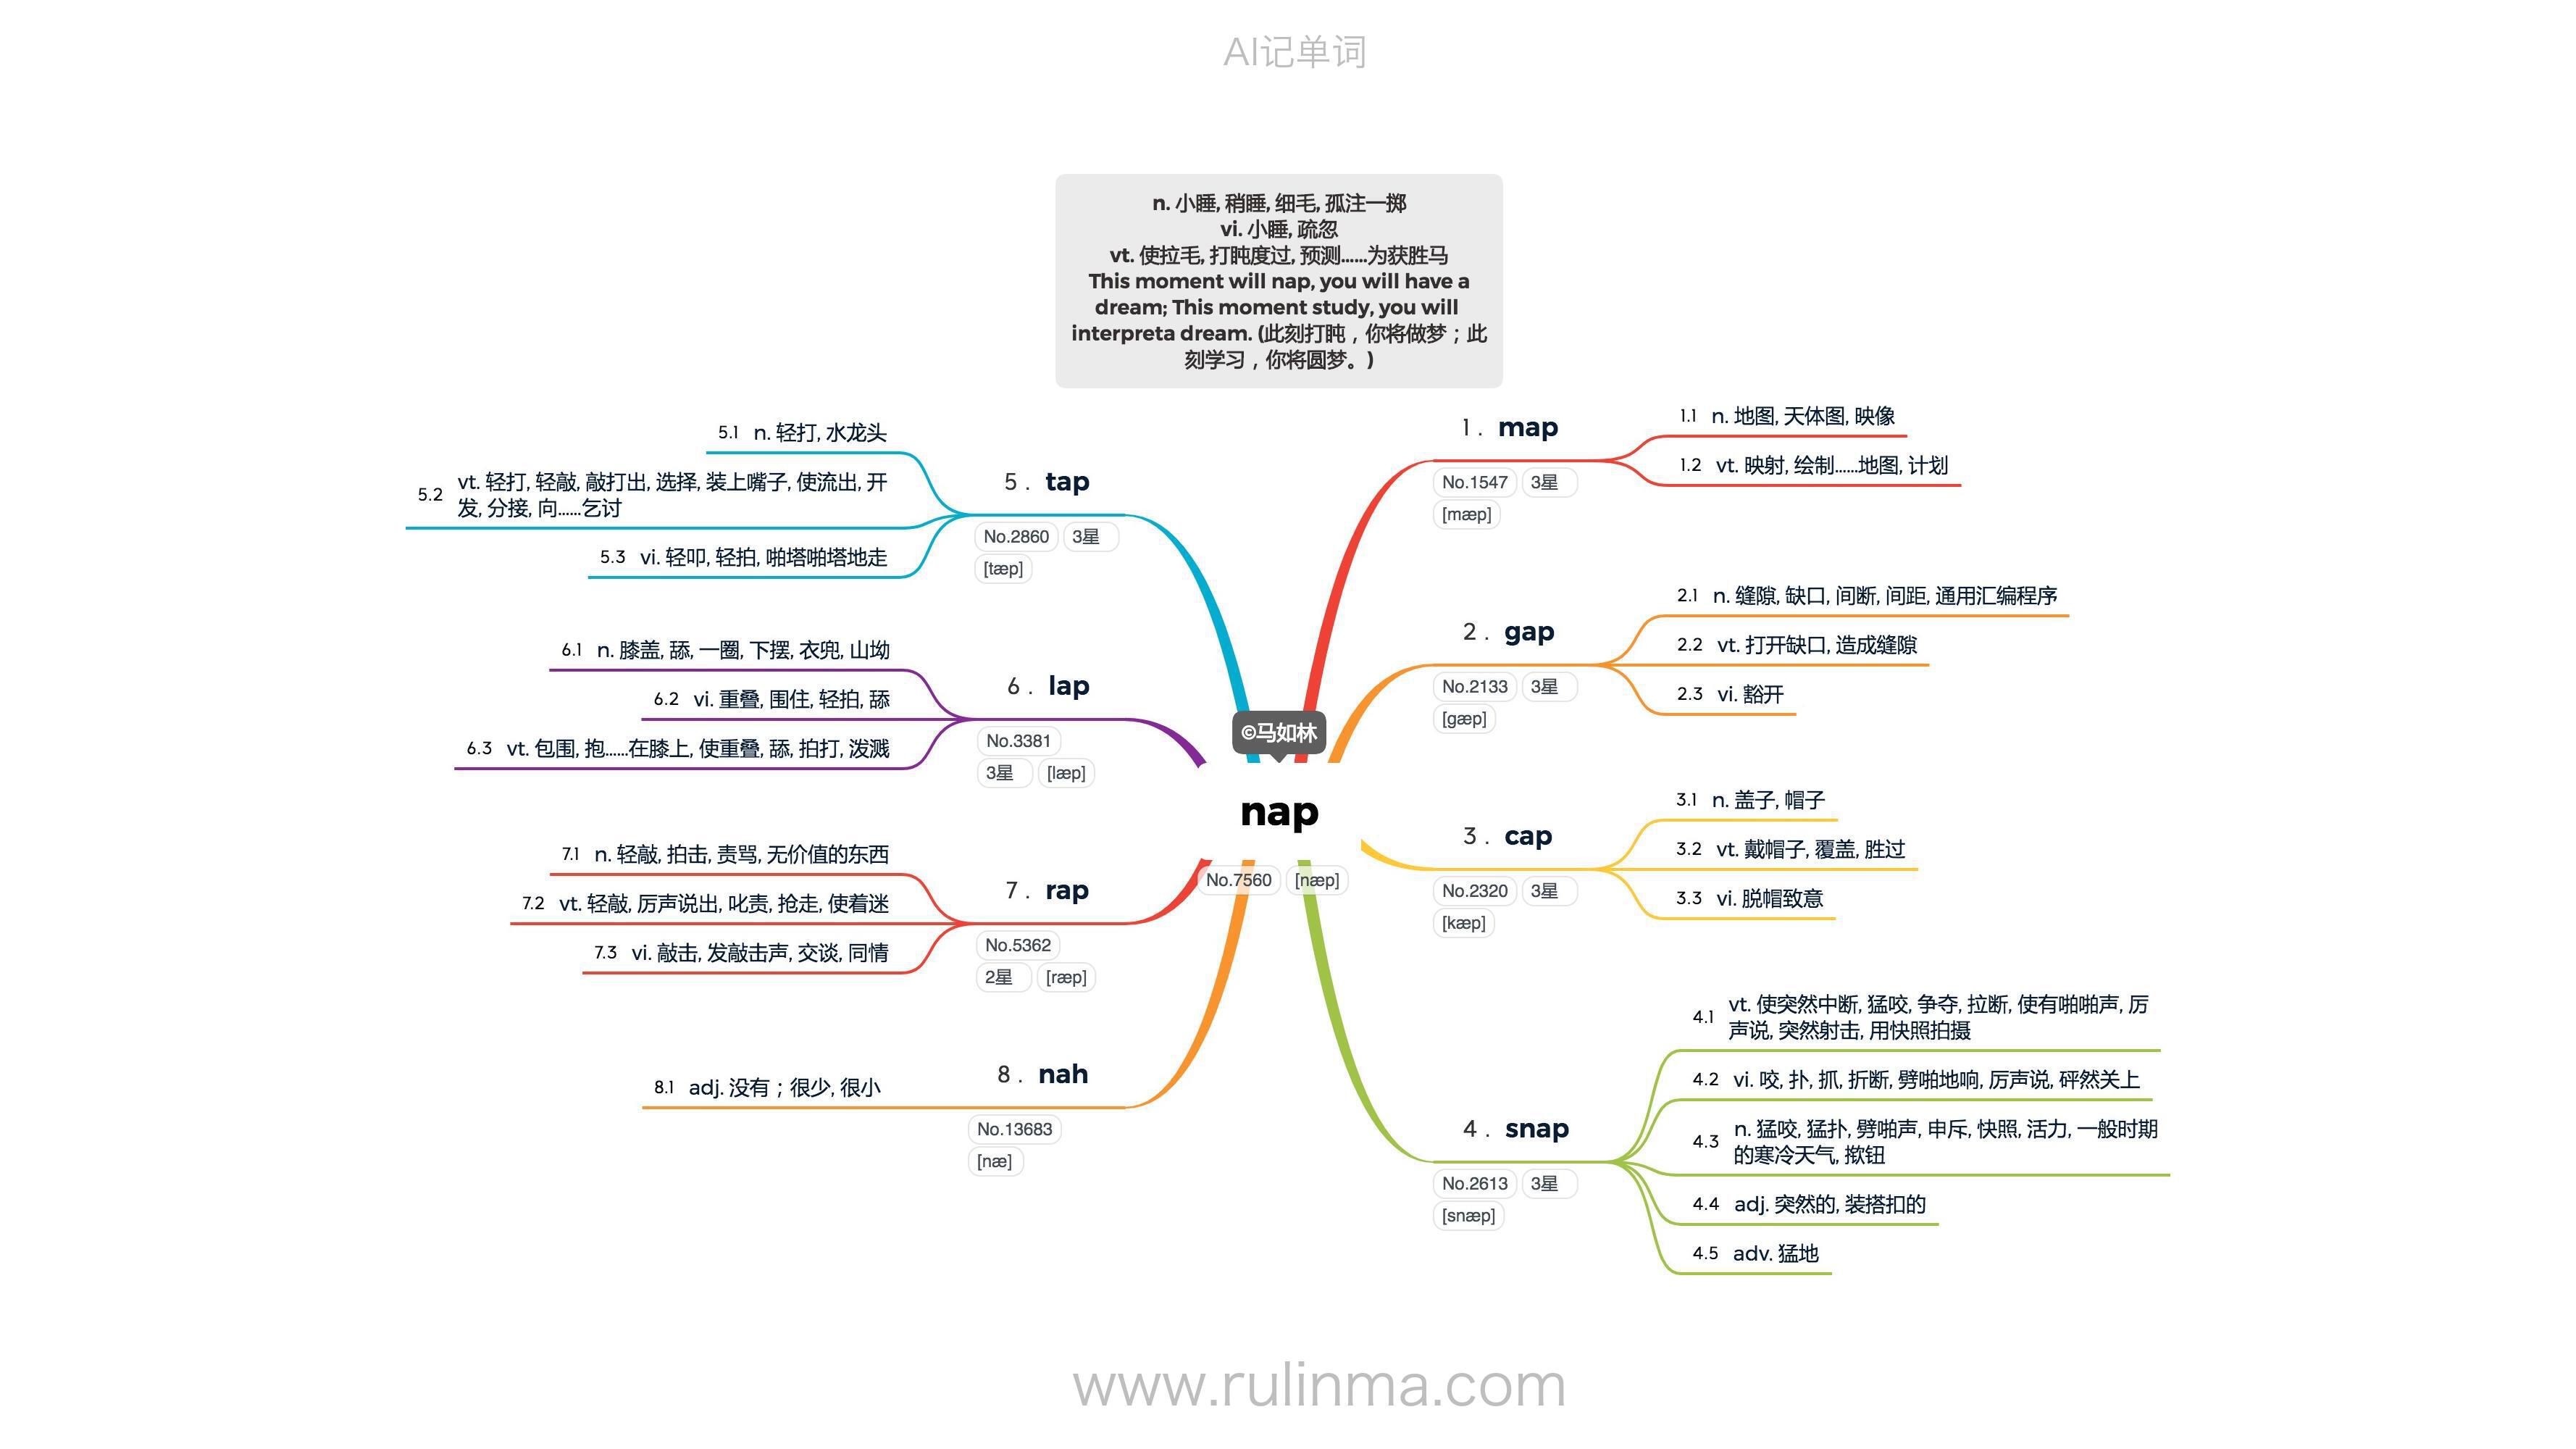 AI记单词
n. 小睡, 稍睡, 细毛, 孤注一掷
vi. 小睡, 疏忽
vt. 使拉毛, 打盹度过, 预测......为获胜马
This moment will nap, you will have a
dream; This moment study, you will
interpreta dream. (此刻打盹，你将做梦；此
刻学习，你将圆梦。)
©马如林
nap
No.7560 [næp]
1. map
No.1547 3星
[mæp]
1.1 n. 地图, 天体图, 映像
1.2 vt. 映射, 绘制......地图, 计划
2. gap
No.2133 3星
[gæp]
2.1 n. 缝隙, 缺口, 间断, 间距, 通用汇编程序
2.2 vt. 打开缺口, 造成缝隙
2.3 vi. 豁开
3. cap
No.2320 3星
[kæp]
3.1 n. 盖子, 帽子
3.2 vt. 戴帽子, 覆盖, 胜过
3.3 vi. 脱帽致意
4. snap
No.2613 3星
[snæp]
4.1 vt. 使突然中断, 猛咬, 争夺, 拉断, 使有啪啪声, 厉
声说, 突然射击, 用快照拍摄
4.2 vi. 咬, 扑, 抓, 折断, 劈啪地响, 厉声说, 砰然关上
4.3 n. 猛咬, 猛扑, 劈啪声, 申斥, 快照, 活力, 一般时期
的寒冷天气, 揿钮
4.4 adj. 突然的, 装搭扣的
4.5 adv. 猛地
5. tap
No.2860 3星
[tæp]
5.1 n. 轻打, 水龙头
5.2 vt. 轻打, 轻敲, 敲打出, 选择, 装上嘴子, 使流出, 开
发, 分接, 向......乞讨
5.3 vi. 轻叩, 轻拍, 啪塔啪塔地走
6. lap
No.3381
3星 [læp]
6.1 n. 膝盖, 舔, 一圈, 下摆, 衣兜, 山坳
6.2 vi. 重叠, 围住, 轻拍, 舔
6.3 vt. 包围, 抱......在膝上, 使重叠, 舔, 拍打, 泼溅
7. rap
No.5362
2星 [ræp]
7.1 n. 轻敲, 拍击, 责骂, 无价值的东西
7.2 vt. 轻敲, 厉声说出, 叱责, 抢走, 使着迷
7.3 vi. 敲击, 发敲击声, 交谈, 同情
8. nah
No.13683
[næ]
8.1 adj. 没有；很少, 很小
www.rulinma.com